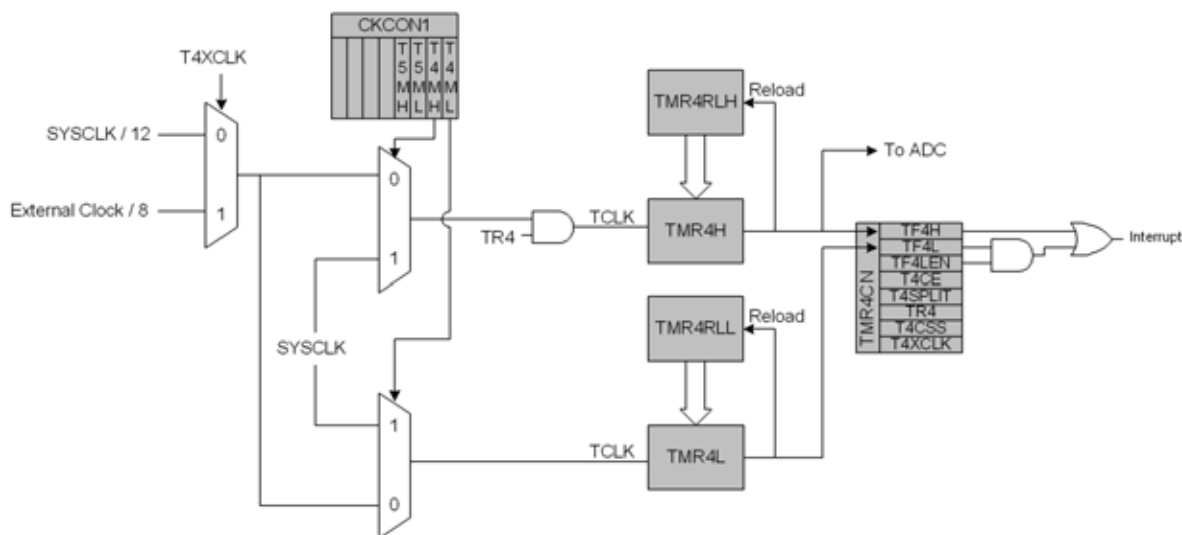 CKCON1
T5MH
T5ML
T4MH
T4ML
T4XCLK
SYSCLK / 12
0
External Clock / 8
1
0
1
SYSCLK
1
0
TR4
TCLK
TMR4RLH
Reload
TMR4H
To ADC
TCLK
TMR4RLL
Reload
TMR4L
TMR4CN
TF4H
TF4L
TF4LEN
T4CE
T4SPLIT
TR4
T4CSS
T4XCLK
Interrupt